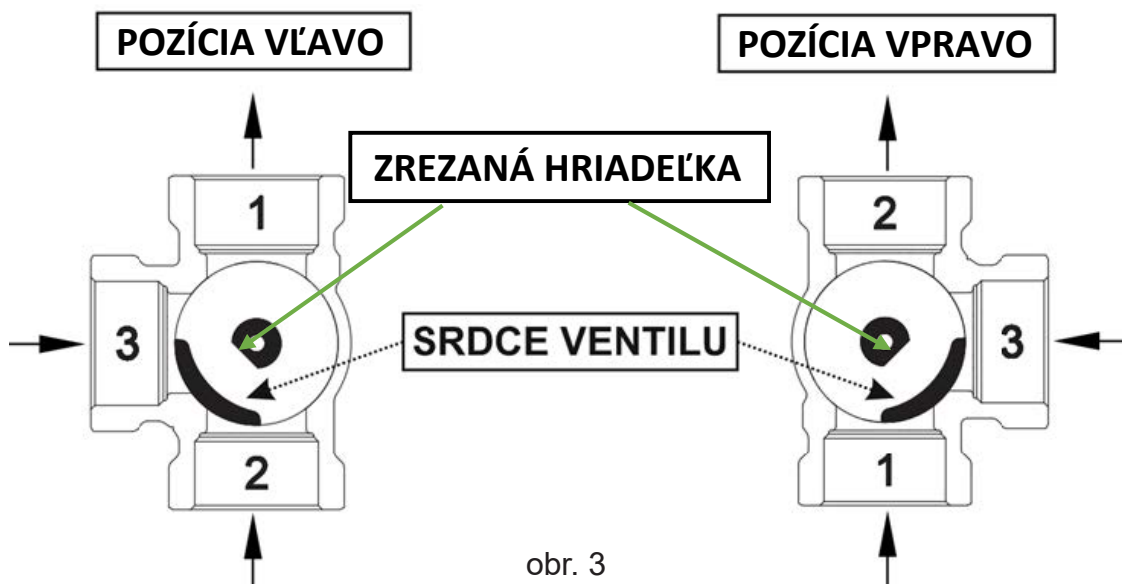 POZÍCIA VĽAVO
POZÍCIA VPRAVO
ZREZANÁ HRIADEĽKA
1
2
3
SRDCE VENTILU
3
2
1
obr. 3